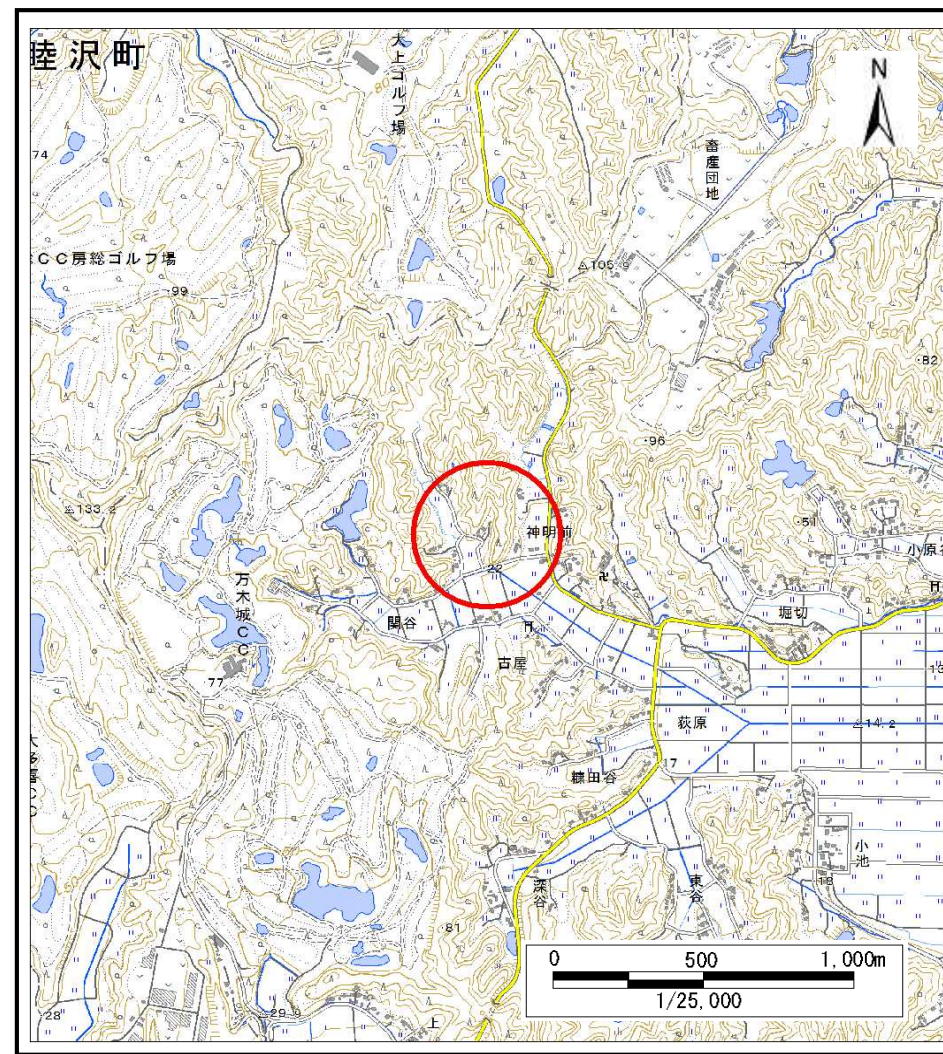 睦沢町
大上ゴルフ場
N
畜産団地
74
CC房総ゴルフ場
99
133.2
96
82
51
神明前
22
小原
万木城CC
関谷
堀切
古屋
77
荻原
14.2
糠田谷
17
小池
18
深谷
東谷
81
28
29.9
上
0 500 1,000m
1/25,000